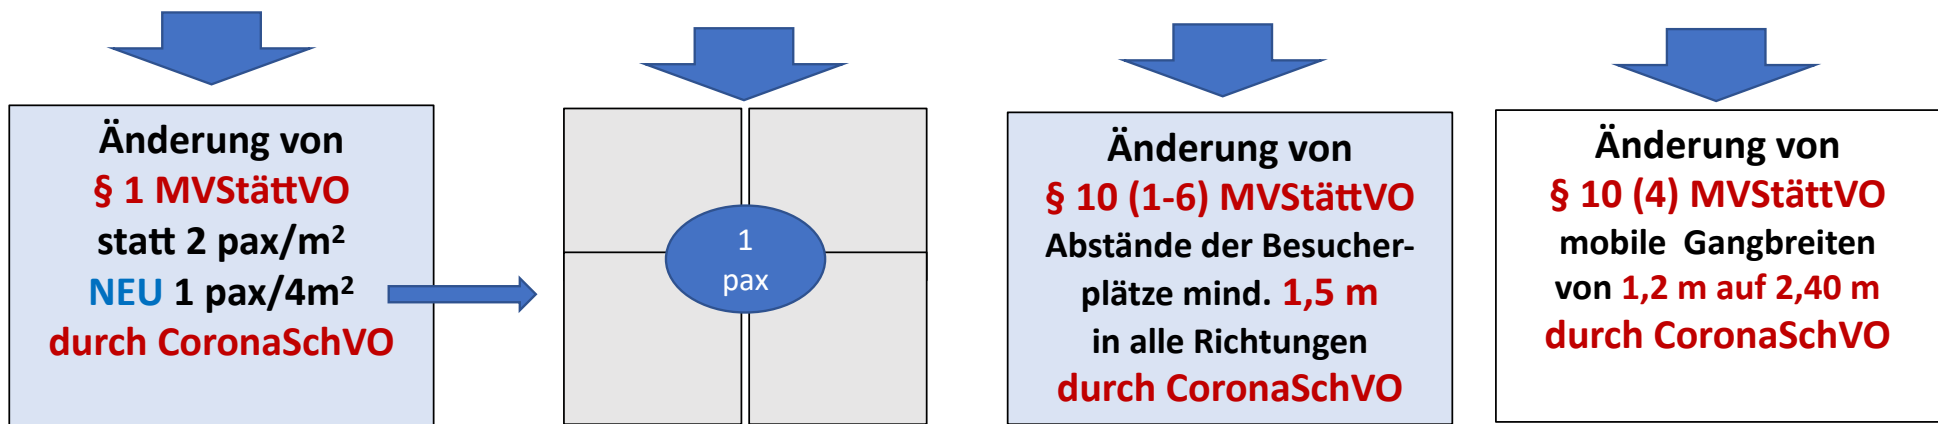 Änderung von
§ 1 MVStättVO
statt 2 pax/m²
NEU 1 pax/4m²
durch CoronaSchVO
1
pax
Änderung von
§ 10 (1-6) MVStättVO
Abstände der Besucher-
plätze mind. 1,5 m
in alle Richtungen
durch CoronaSchVO
Änderung von
§ 10 (4) MVStättVO
mobile Gangbreiten
von 1,2 m auf 2,40 m
durch CoronaSchVO